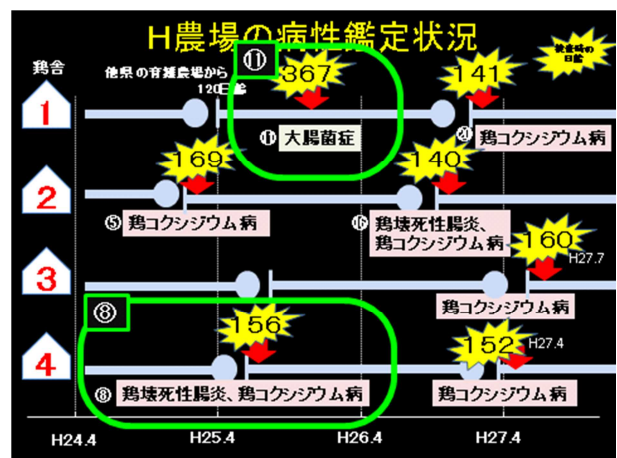 H農場の病性鑑定状況
検査時の
日齢
鶏舎
他県の育雛農場から
120日齢
⑪
367
141
1
⑪ 大腸菌症
⑳ 鶏コクシジウム病
169
140
2
⑤ 鶏コクシジウム病
⑯ 鶏壊死性腸炎、
鶏コクシジウム病
160
H27.7
3
鶏コクシジウム病
⑧
156
152
H27.4
4
⑧ 鶏壊死性腸炎、鶏コクシジウム病
鶏コクシジウム病
H24.4
H25.4
H26.4
H27.4